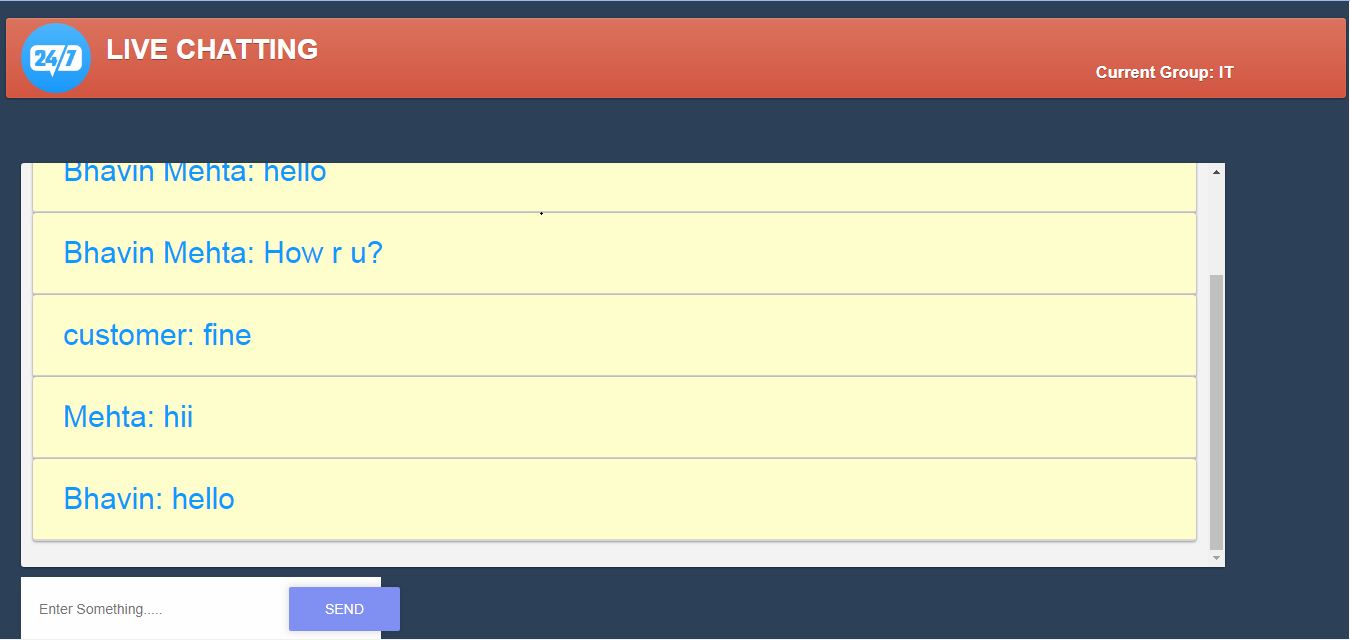 24/7
LIVE CHATTING
Current Group: IT
Bhavin Mehta: hello
Bhavin Mehta: How r u?
customer: fine
Mehta: hii
Bhavin: hello
Enter Something.....
SEND